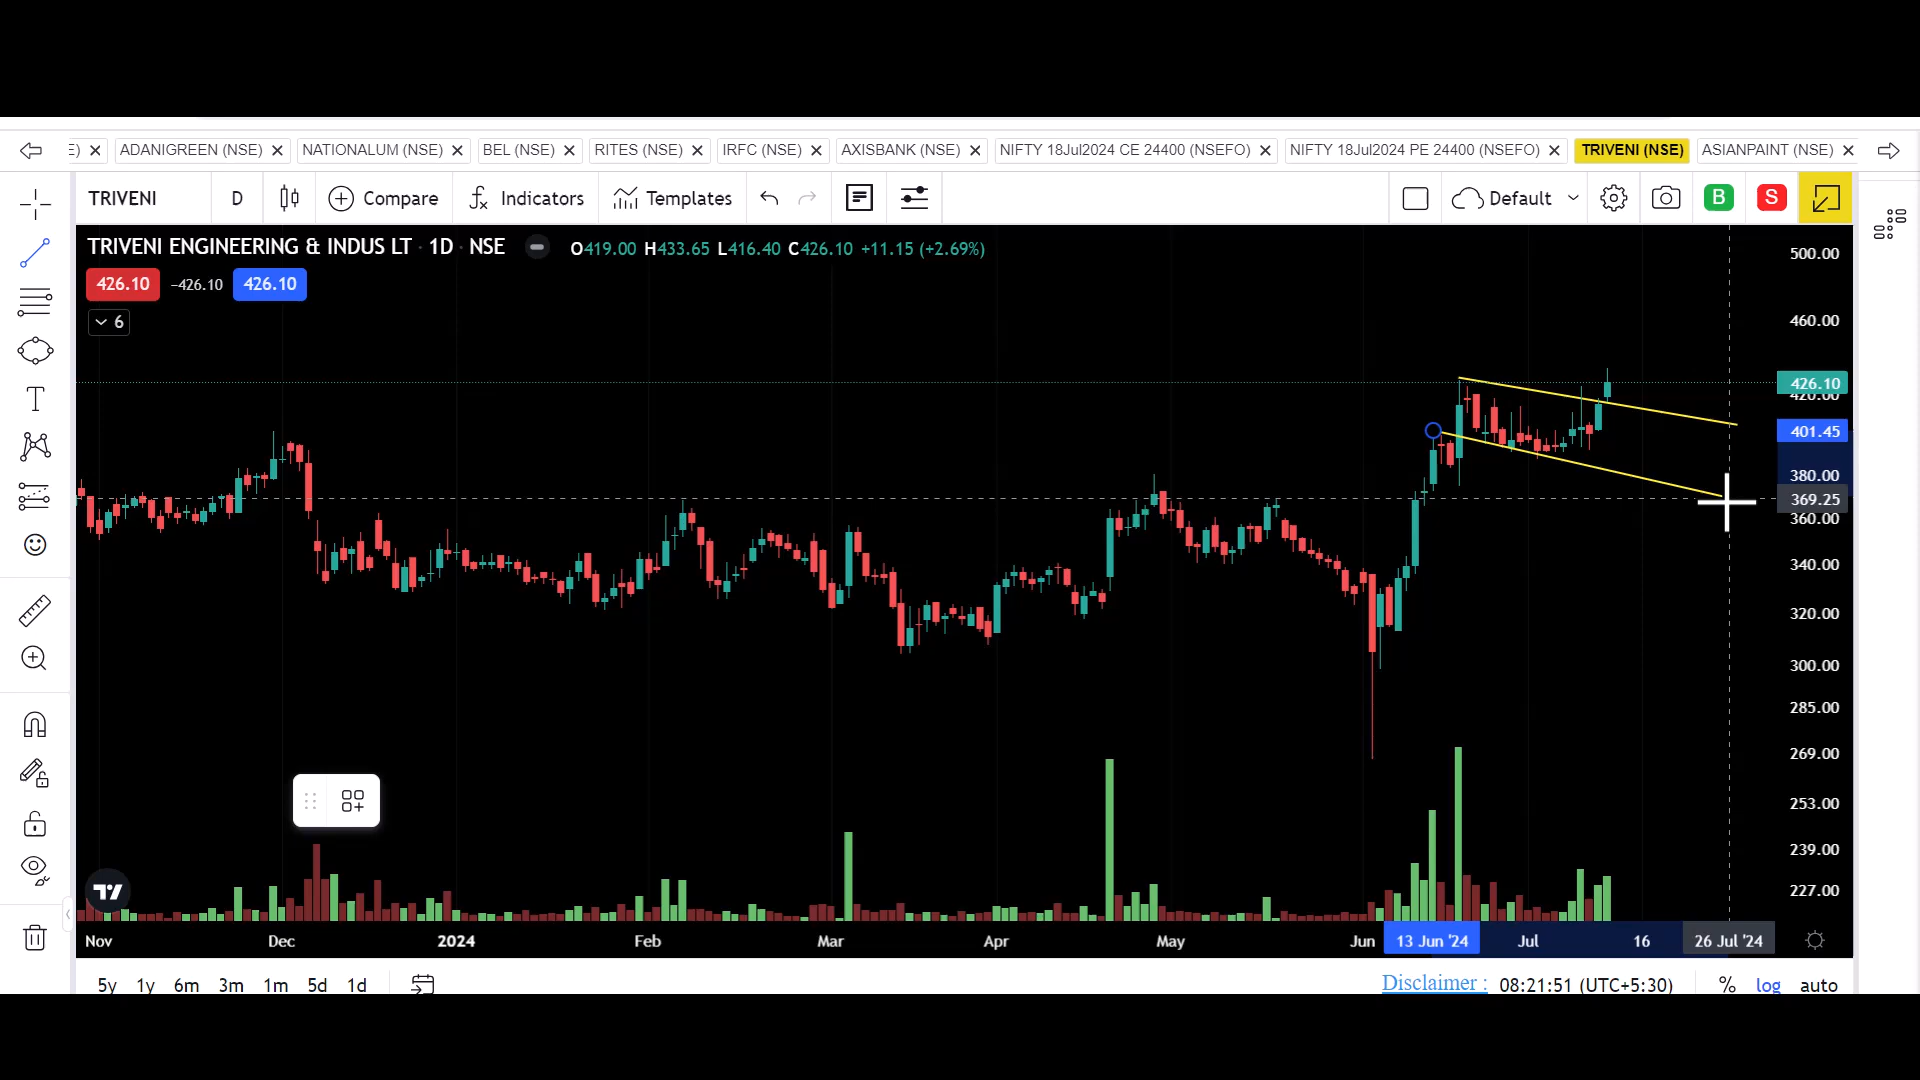 E) ADANIGREEN (NSE) NATIONALUM (NSE) BEL (NSE) RITES (NSE) IRFC (NSE) AXISBANK (NSE) NIFTY 18Jul2024 CE 24400 (NSEFO) NIFTY 18Jul2024 PE 24400 (NSEFO) TRIVENI (NSE) ASIANPAINT (NSE)
TRIVENI D Compare Indicators Templates Default B S
TRIVENI ENGINEERING & INDUS LT · 1D · NSE O419.00 H433.65 L416.40 C426.10 +11.15 (+2.69%)
426.10 −426.10 426.10
6
500.00
460.00
426.10
420.00
401.45
380.00
369.25
360.00
340.00
320.00
300.00
285.00
269.00
253.00
239.00
227.00
Nov Dec 2024 Feb Mar Apr May Jun 13 Jun '24 Jul 16 26 Jul '24
5y 1y 6m 3m 1m 5d 1d Disclaimer : 08:21:51 (UTC+5:30) % log auto